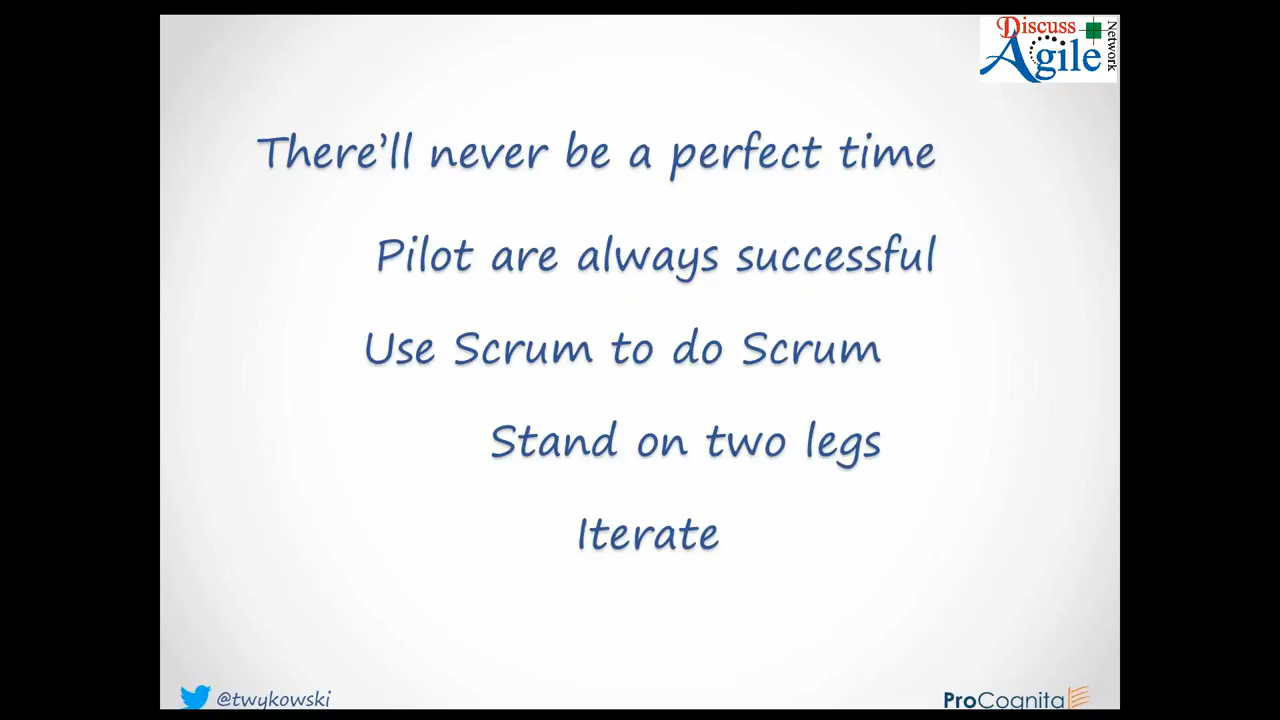 Discuss
Agile
Network
There'll never be a perfect time
Pilot are always successful
Use Scrum to do Scrum
Stand on two legs
Iterate
@twykowski
ProCognita